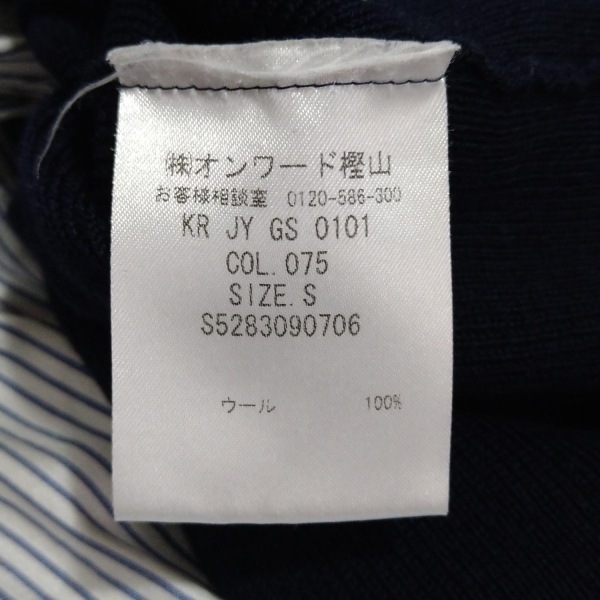 ㈱オンワード樫山
お客様相談室 0120-586-300
KR JY GS 0101
COL.075
SIZE.S
S5283090706
ウール 100%